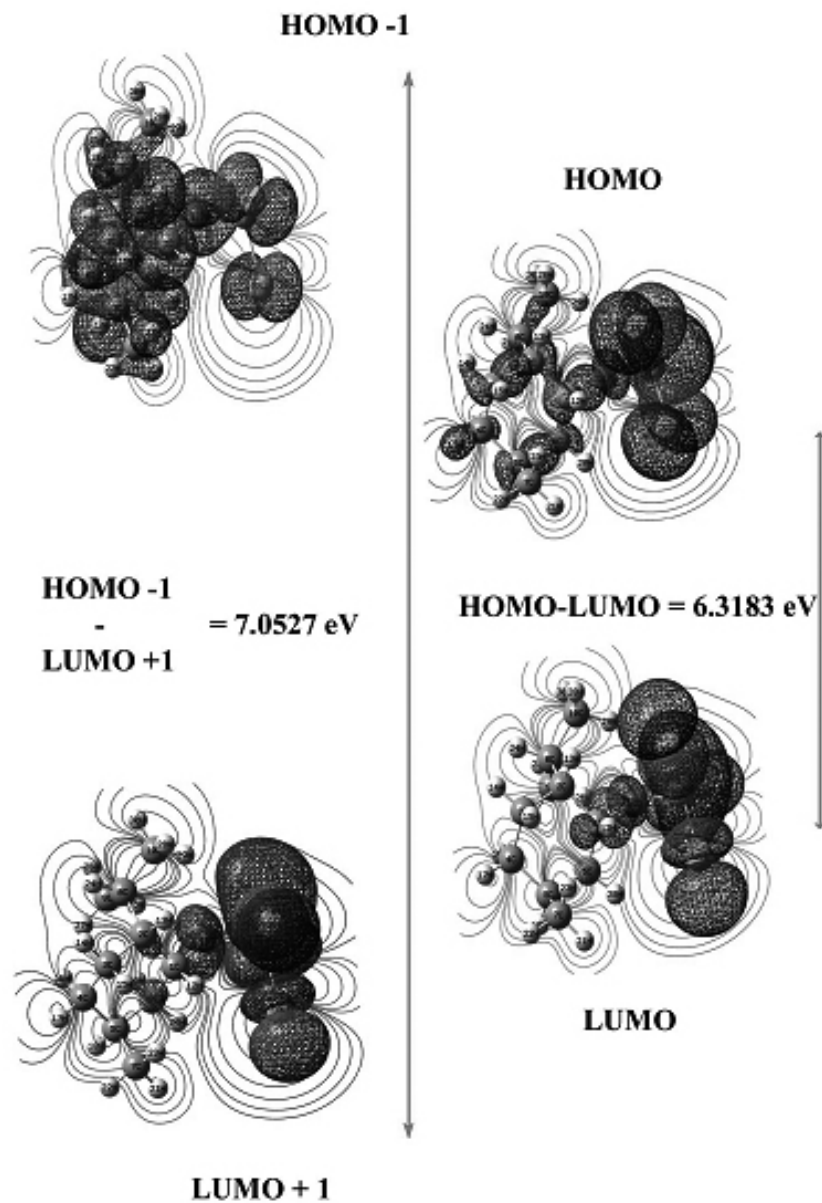 HOMO -1
HOMO
HOMO -1
-
LUMO +1
= 7.0527 eV
HOMO-LUMO = 6.3183 eV
LUMO
LUMO + 1